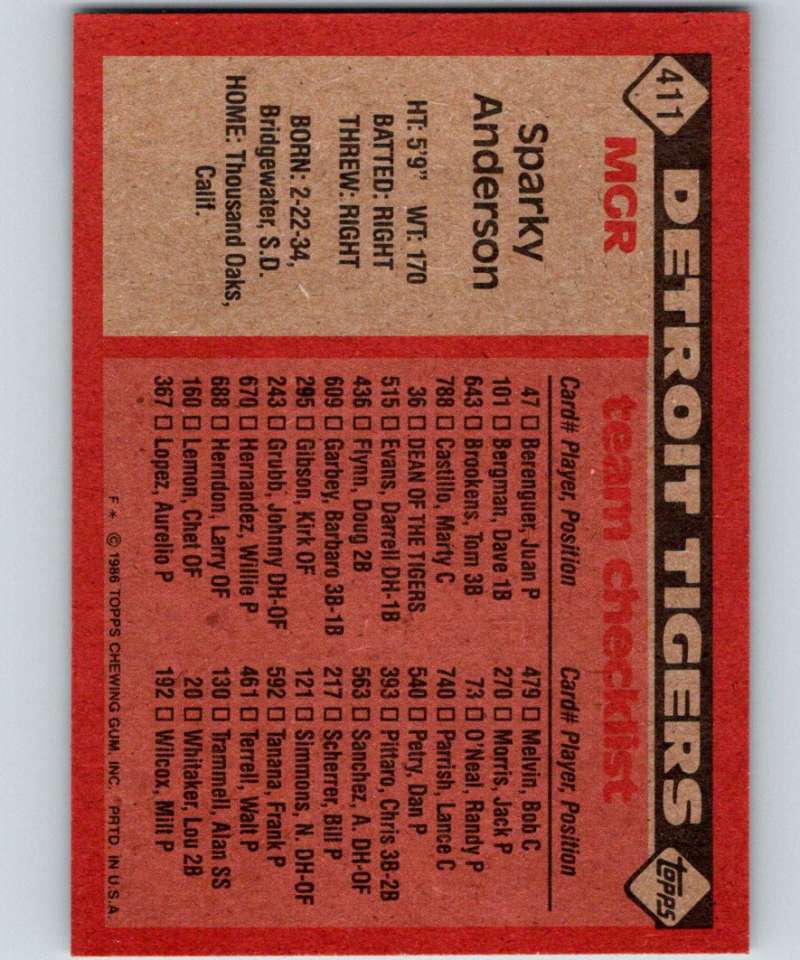 411
DETROIT TIGERS
TOPPS
MGR
Sparky
Anderson
HT: 5'9" WT: 170
BATTED: RIGHT
THREW: RIGHT
BORN: 2-22-34,
Bridgewater, S.D.
HOME: Thousand Oaks,
Calif.
team checklist
Card# Player, Position
47 □ Berenguer, Juan P
101 □ Bergman, Dave 1B
643 □ Brookens, Tom 3B
788 □ Castillo, Marty C
36 □ DEAN OF THE TIGERS
515 □ Evans, Darrell DH-1B
436 □ Flynn, Doug 2B
609 □ Garbey, Barbaro 3B-1B
295 □ Gibson, Kirk OF
243 □ Grubb, Johnny DH-OF
670 □ Hernandez, Willie P
688 □ Herndon, Larry OF
160 □ Lemon, Chet OF
367 □ Lopez, Aurelio P
Card# Player, Position
479 □ Melvin, Bob C
270 □ Morris, Jack P
73 □ O'Neal, Randy P
740 □ Parrish, Lance C
540 □ Petry, Dan P
393 □ Pittaro, Chris 3B-2B
563 □ Sanchez, A. DH-OF
217 □ Scherrer, Bill P
121 □ Simmons, N. DH-OF
592 □ Tanana, Frank P
461 □ Terrell, Walt P
130 □ Trammell, Alan SS
20 □ Whitaker, Lou 2B
192 □ Wilcox, Milt P
F* © 1986 TOPPS CHEWING GUM, INC. PRTD. IN U.S.A.